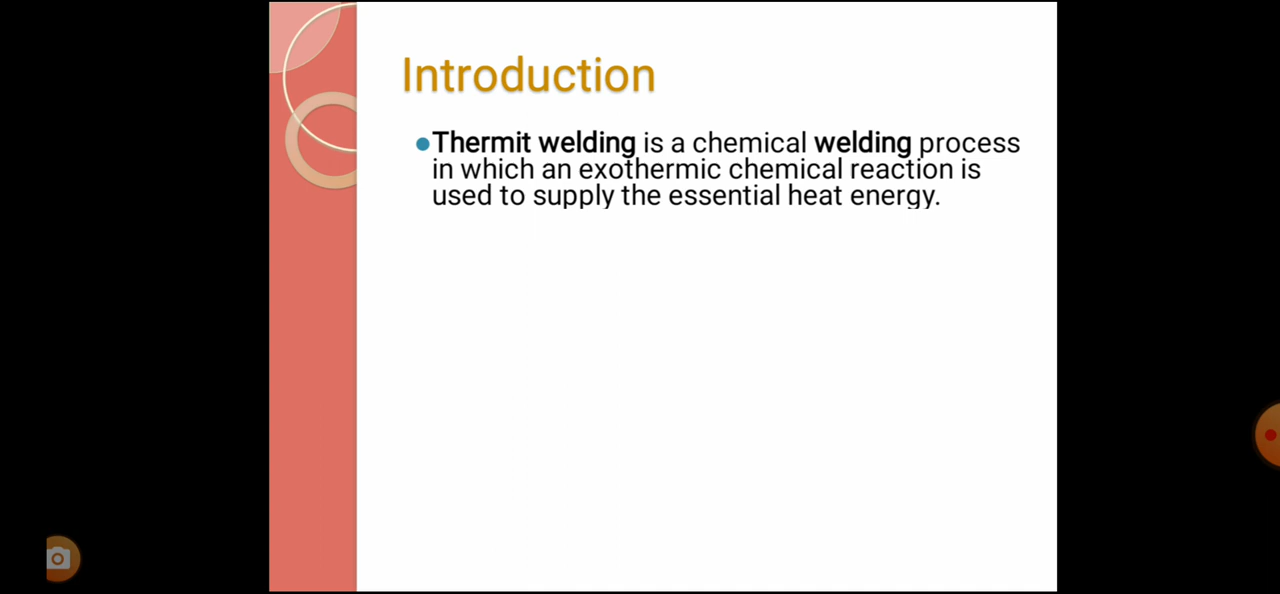 Introduction
Thermit welding is a chemical welding process
in which an exothermic chemical reaction is
used to supply the essential heat energy.